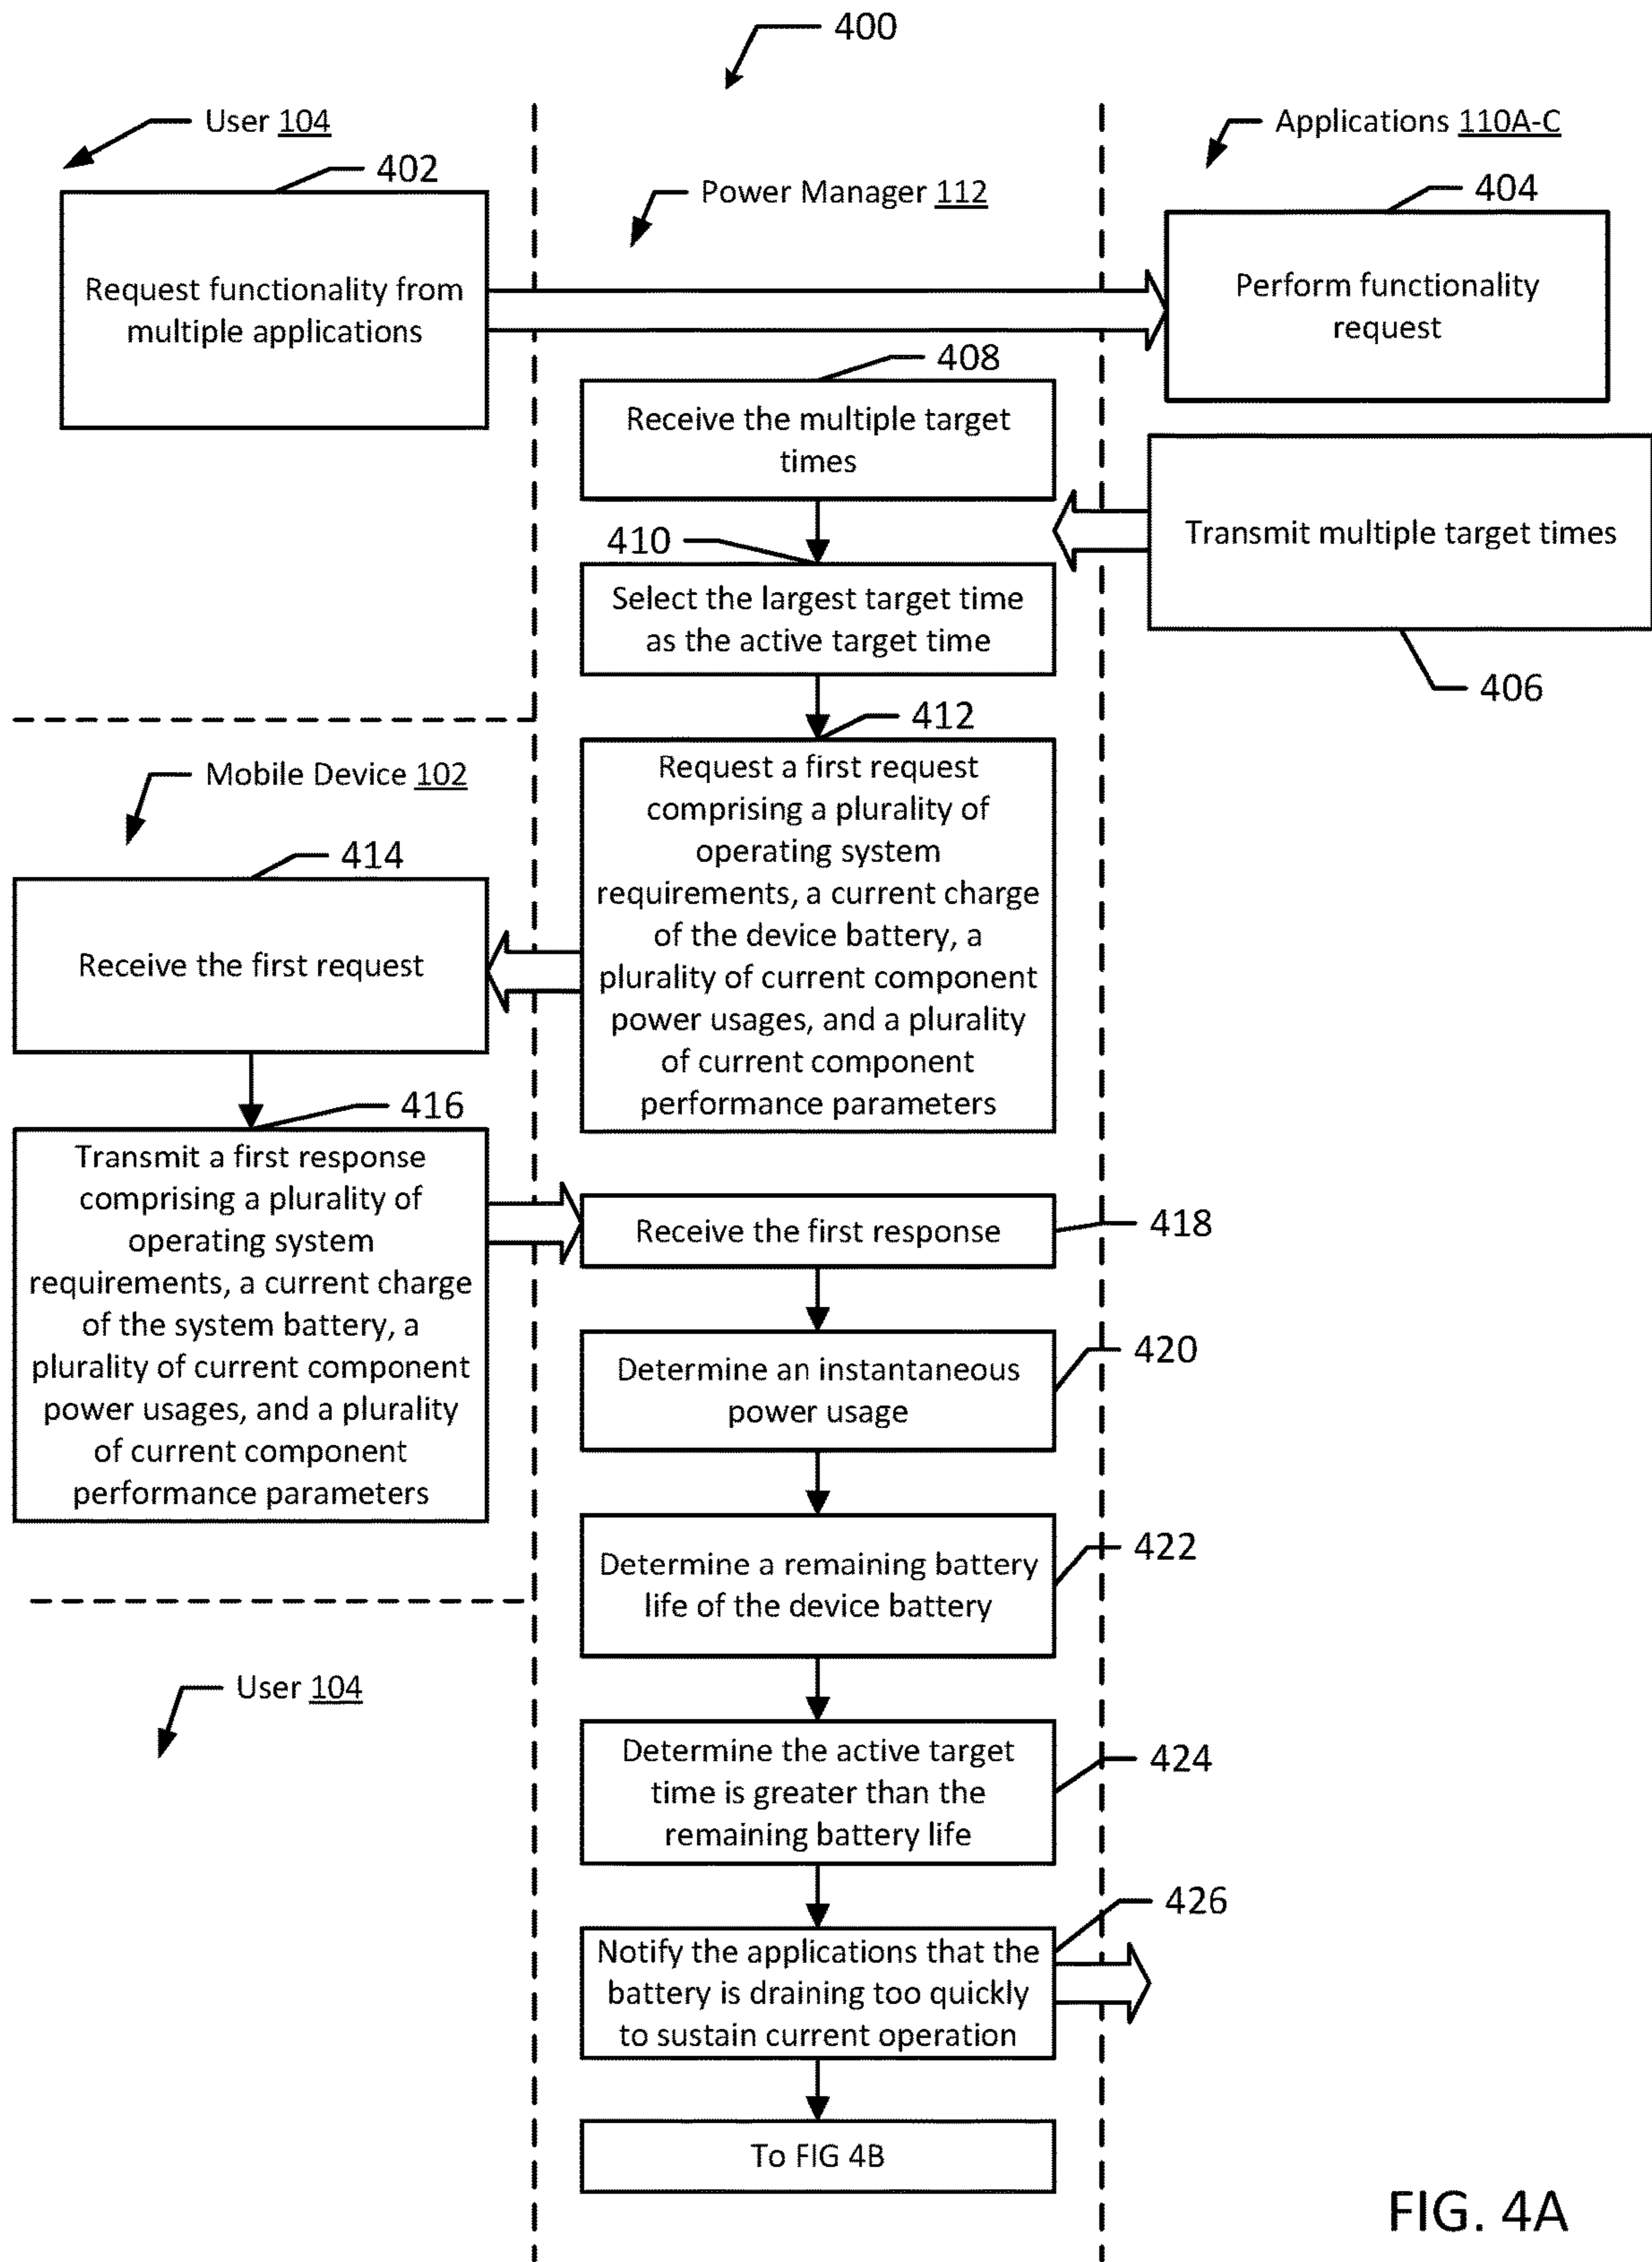 400
User 104
Applications 110A-C
402
Power Manager 112
404
Request functionality from
multiple applications
Perform functionality
request
408
Receive the multiple target
times
Transmit multiple target times
406
410
Select the largest target time
as the active target time
412
Mobile Device 102
Request a first request
comprising a plurality of
operating system
requirements, a current charge
of the device battery, a
plurality of current component
power usages, and a plurality
of current component
performance parameters
414
Receive the first request
416
Transmit a first response
comprising a plurality of
operating system
requirements, a current charge
of the system battery, a
plurality of current component
power usages, and a plurality
of current component
performance parameters
Receive the first response
418
Determine an instantaneous
power usage
420
Determine a remaining battery
life of the device battery
422
User 104
Determine the active target
time is greater than the
remaining battery life
424
426
Notify the applications that the
battery is draining too quickly
to sustain current operation
To FIG 4B
FIG. 4A